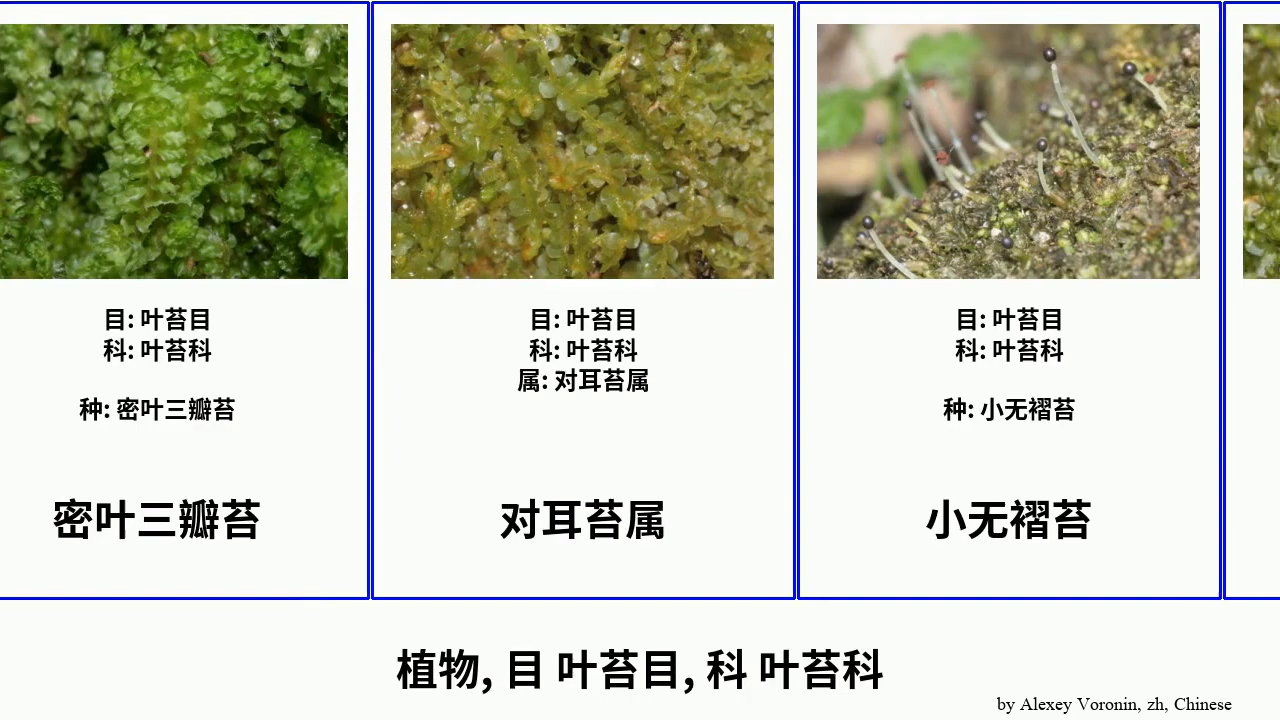 目: 叶苔目
科: 叶苔科
种: 密叶三瓣苔
密叶三瓣苔
目: 叶苔目
科: 叶苔科
属: 对耳苔属
对耳苔属
目: 叶苔目
科: 叶苔科
种: 小无褶苔
小无褶苔
植物, 目 叶苔目, 科 叶苔科
by Alexey Voronin, zh, Chinese